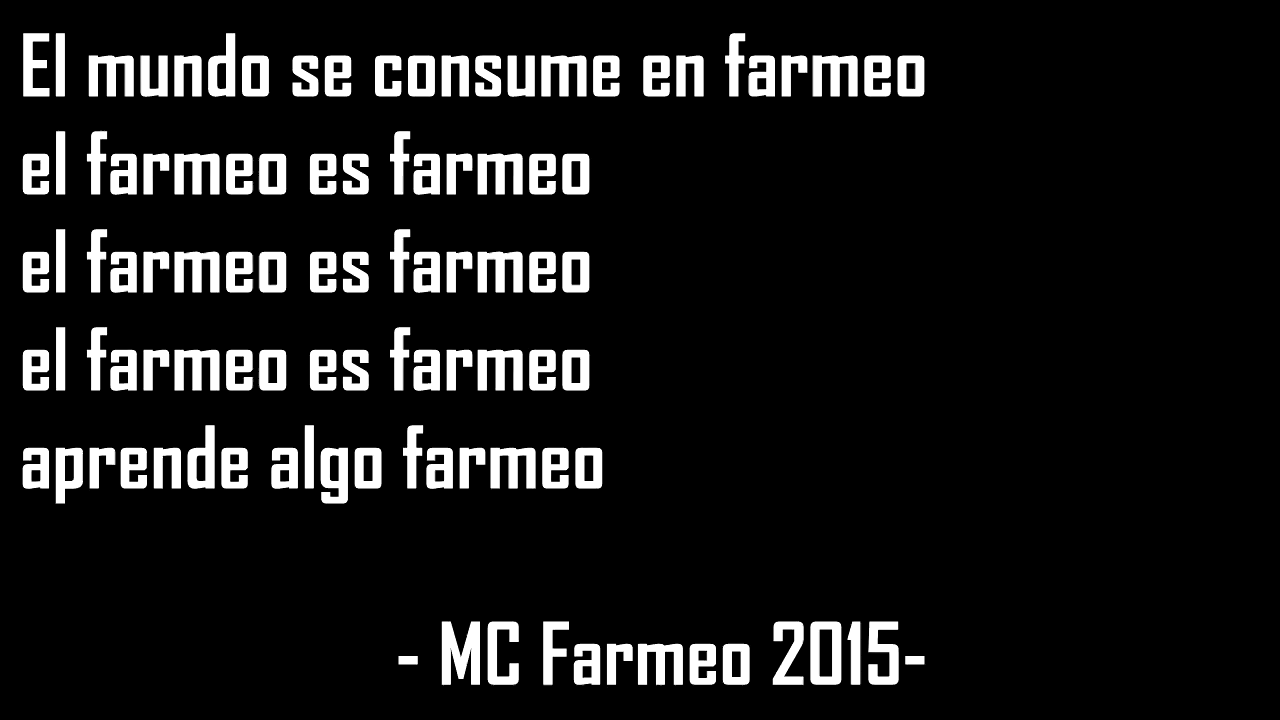 El mundo se consume en farmeo
el farmeo es farmeo
el farmeo es farmeo
el farmeo es farmeo
aprende algo farmeo
- MC Farmeo 2015-